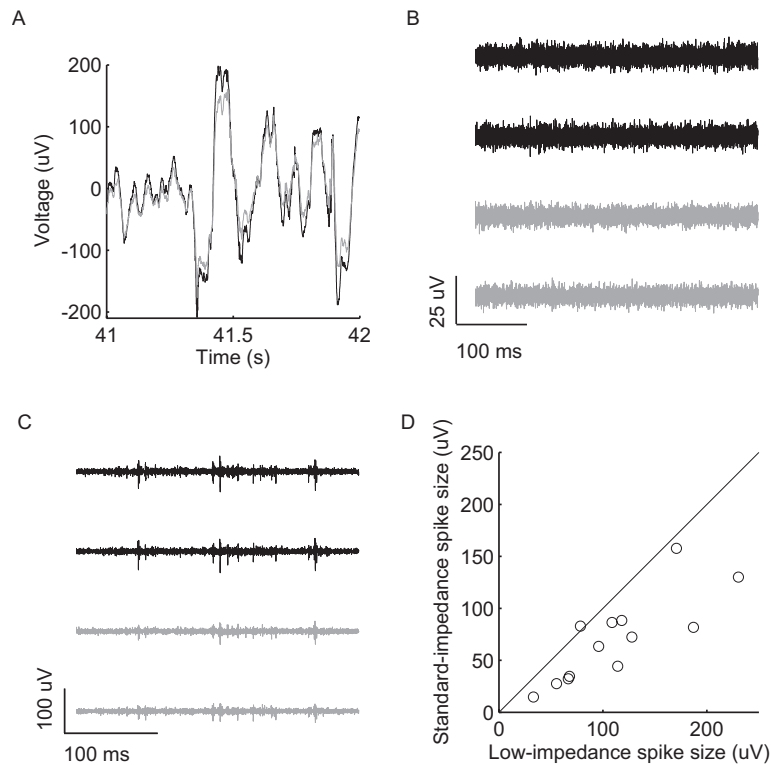 A
Voltage (uV)
200
100
0
-100
-200
41
41.5
42
Time (s)
B
25 uV
100 ms
C
100 uV
100 ms
D
Standard-impedance spike size (uV)
250
200
150
100
50
0
0
100
200
Low-impedance spike size (uV)